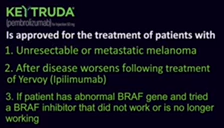 KEYTRUDA
(pembrolizumab)
Is approved for the treatment of patients with
1. Unresectable or metastatic melanoma
2. After disease worsens following treatment
of Yervoy (Ipilimumab)
3. If patient has abnormal BRAF gene and tried
a BRAF inhibitor that did not work or is no longer
working